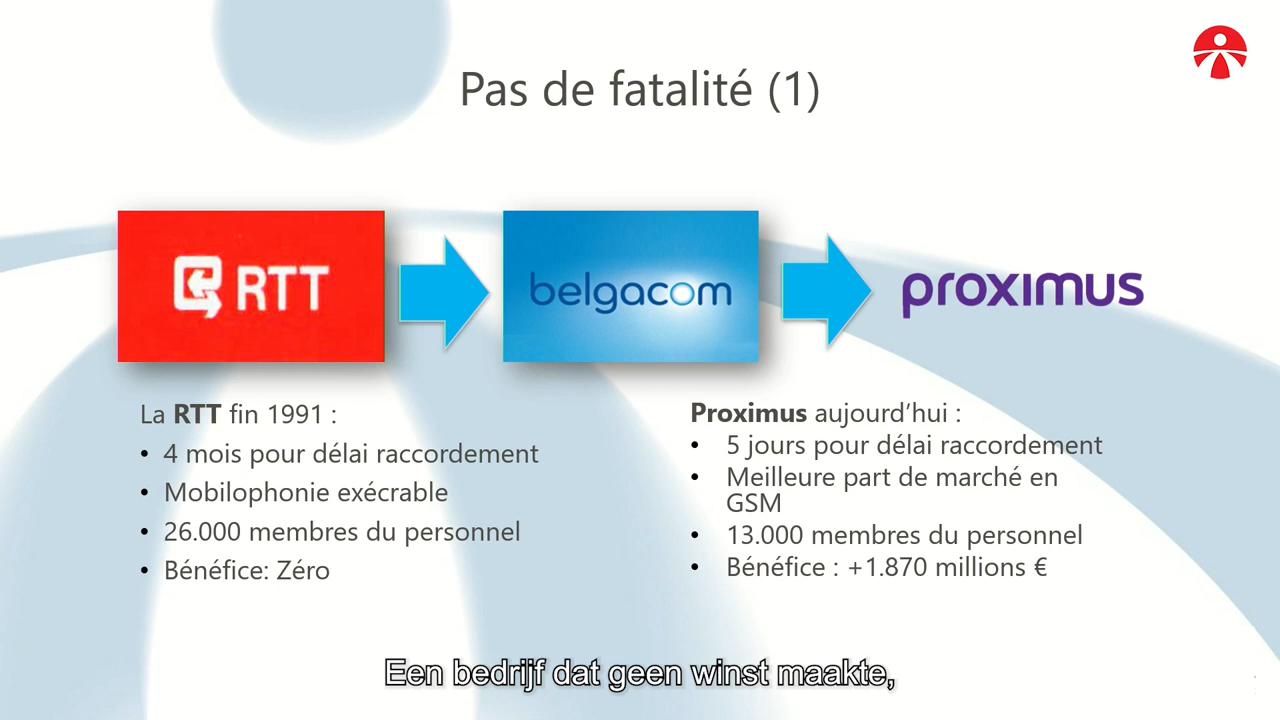 Pas de fatalité (1)
RTT
belgacom
proximus
La RTT fin 1991 :
• 4 mois pour délai raccordement
• Mobilophonie exécrable
• 26.000 membres du personnel
• Bénéfice: Zéro
Proximus aujourd’hui :
• 5 jours pour délai raccordement
• Meilleure part de marché en
GSM
• 13.000 membres du personnel
• Bénéfice : +1.870 millions €
Een bedrijf dat geen winst maakte,